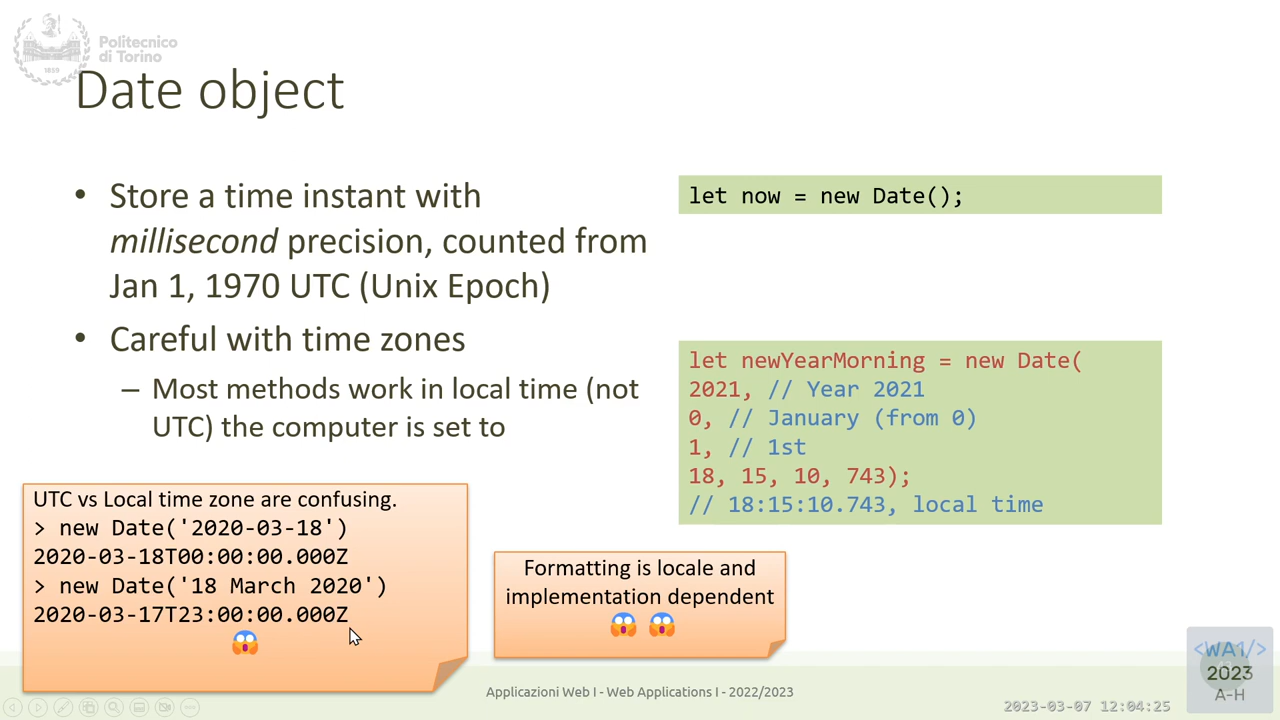 Politecnico
di Torino
1859
Date object
• Store a time instant with
millisecond precision, counted from
Jan 1, 1970 UTC (Unix Epoch)
• Careful with time zones
– Most methods work in local time (not
UTC) the computer is set to
let now = new Date();
let newYearMorning = new Date(
2021, // Year 2021
0, // January (from 0)
1, // 1st
18, 15, 10, 743);
// 18:15:10.743, local time
UTC vs Local time zone are confusing.
> new Date('2020-03-18')
2020-03-18T00:00:00.000Z
> new Date('18 March 2020')
2020-03-17T23:00:00.000Z
Formatting is locale and
implementation dependent
Applicazioni Web I - Web Applications I - 2022/2023
2023-03-07 12:04:25
<WA1/>
2023
A-H